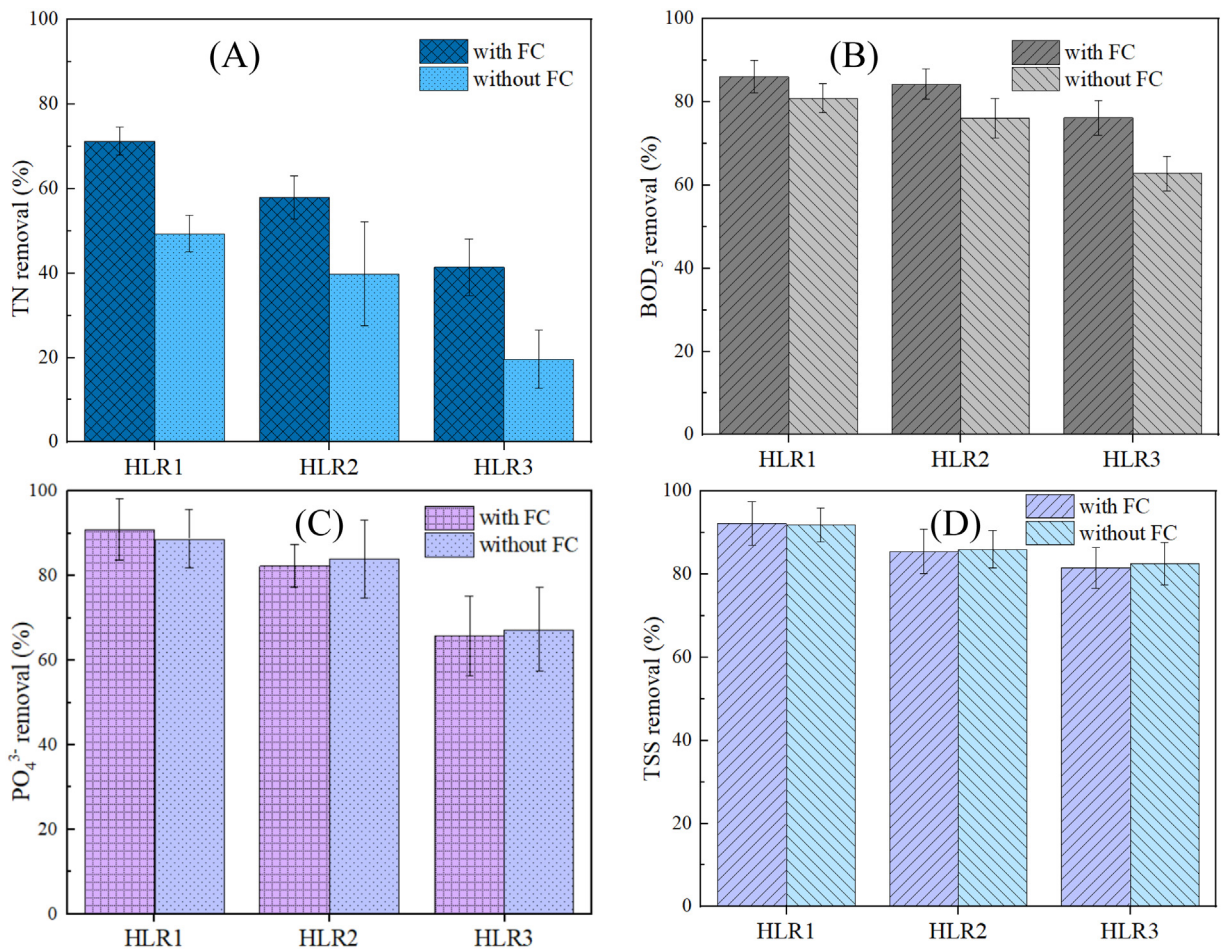 (A)
with FC
without FC
TN removal (%)
100
80
60
40
20
0
HLR1 HLR2 HLR3
(B)
with FC
without FC
BOD5 removal (%)
100
80
60
40
20
0
HLR1 HLR2 HLR3
(C)
with FC
without FC
PO4 3- removal (%)
100
80
60
40
20
0
HLR1 HLR2 HLR3
(D)
with FC
without FC
TSS removal (%)
100
80
60
40
20
0
HLR1 HLR2 HLR3